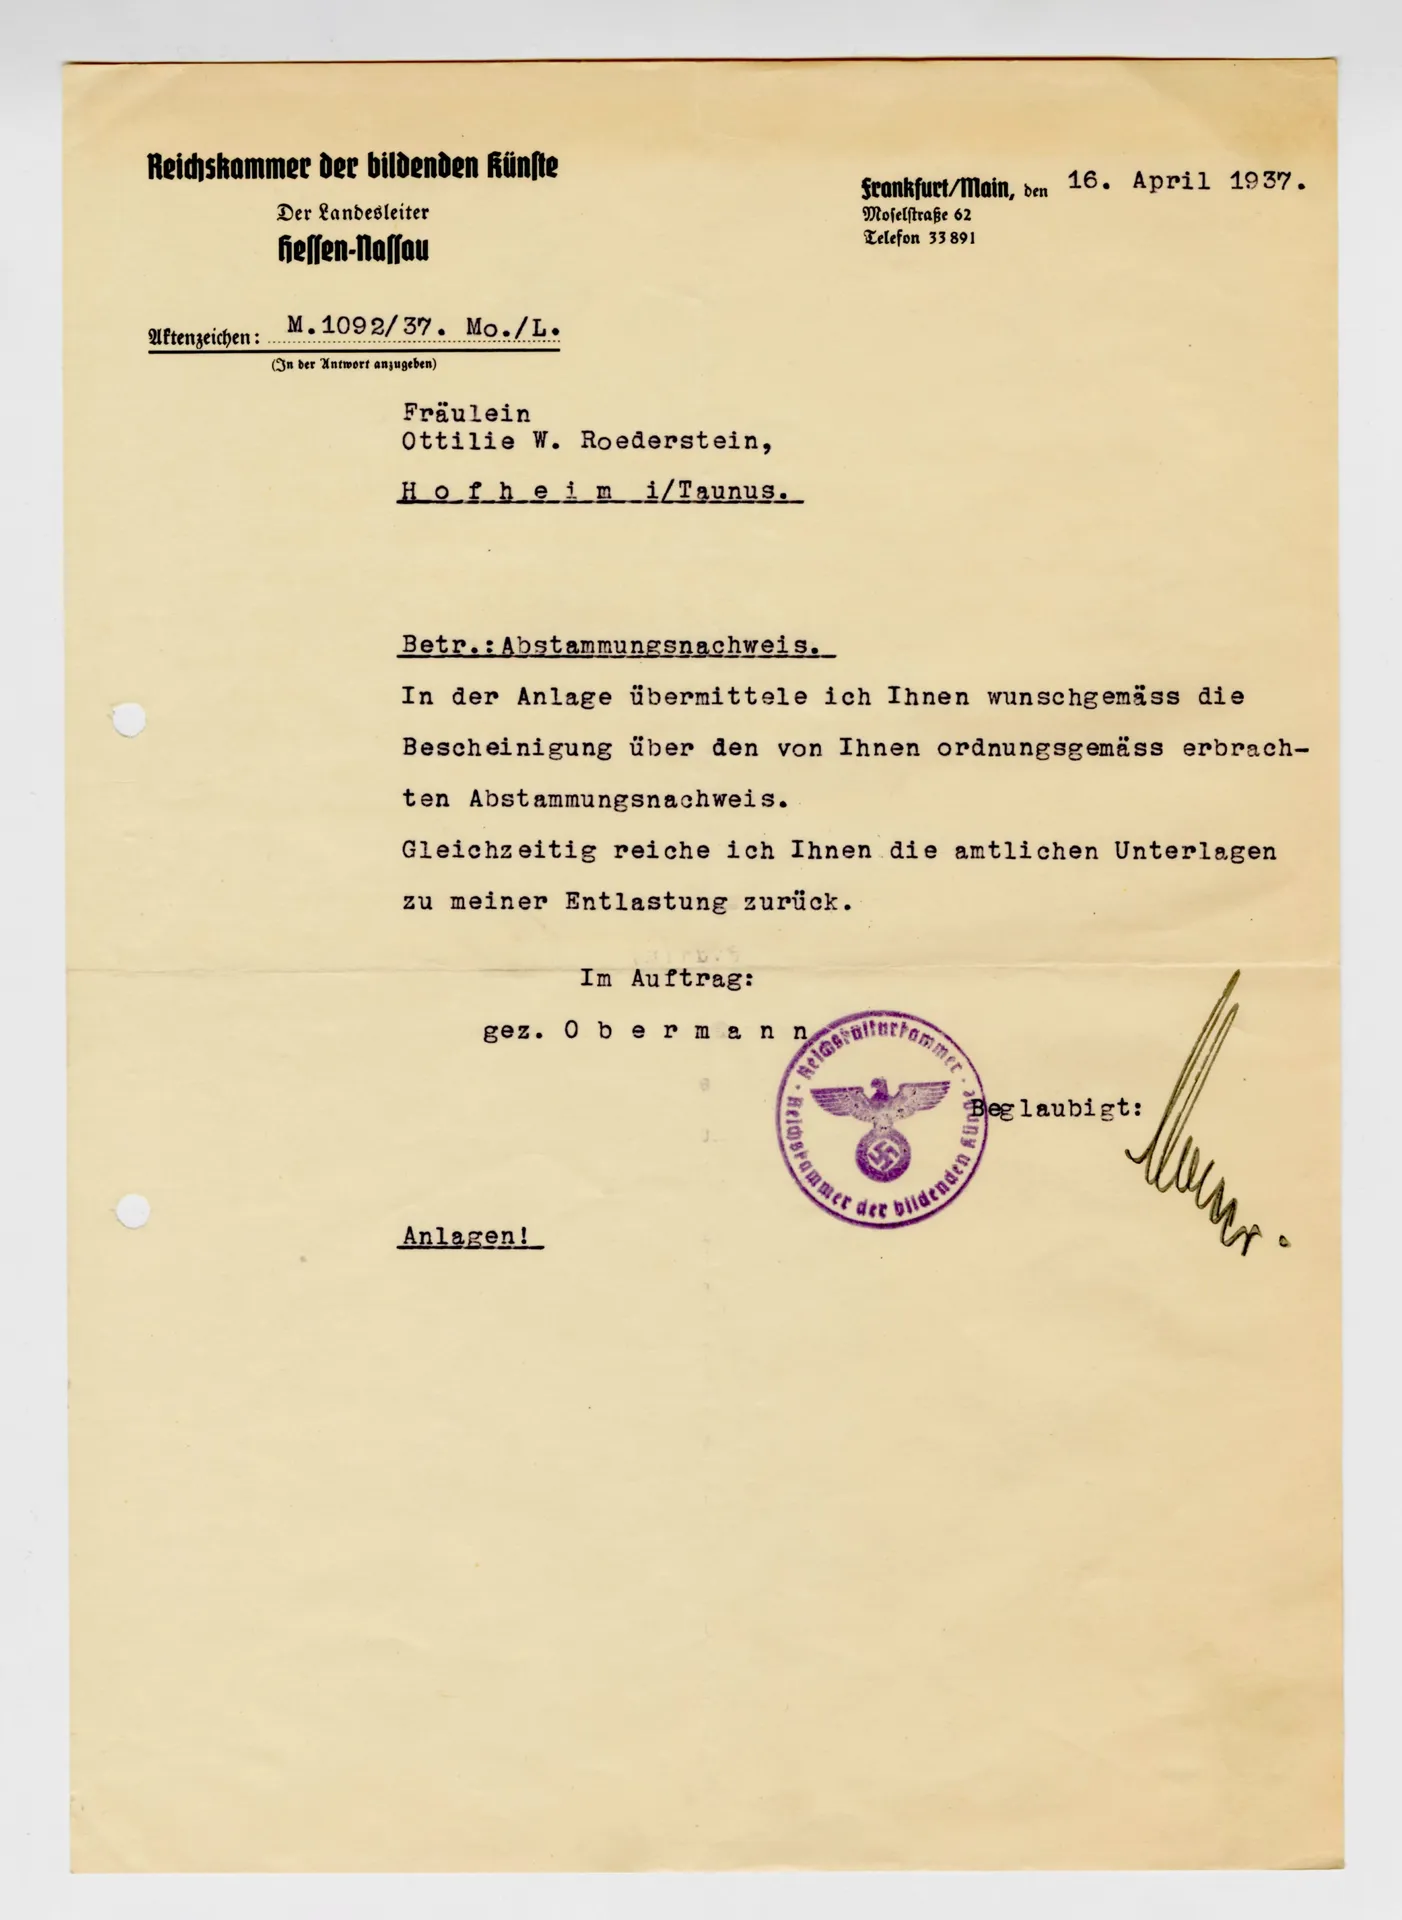 Reichskammer der bildenden Künste
Der Landesleiter
Hessen-Nassau
Frankfurt/Main, den 16. April 1937.
Moselstraße 62
Telefon 33891
Aktenzeichen: M.1092/37. Mo./L.
(In der Antwort anzugeben)
Fräulein
Ottilie W. Roederstein,
H o f h e i m i/Taunus.
Betr.:Abstammungsnachweis.
In der Anlage übermittele ich Ihnen wunschgemäss die
Bescheinigung über den von Ihnen ordnungsgemäss erbrach-
ten Abstammungsnachweis.
Gleichzeitig reiche ich Ihnen die amtlichen Unterlagen
zu meiner Entlastung zurück.
Im Auftrag:
gez. O b e r m a n n
Reichskulturkammer · Reichskammer der bildenden Künste ·
Beglaubigt:
Anlagen!